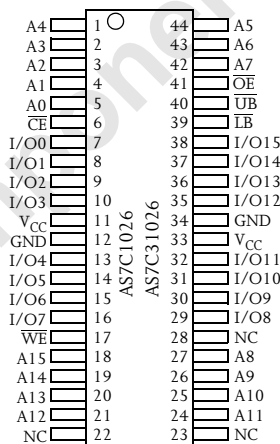 A4 1 44 A5
A3 2 43 A6
A2 3 42 A7
A1 4 41 OE
A0 5 40 UB
CE 6 39 LB
I/O0 7 38 I/O15
I/O1 8 37 I/O14
I/O2 9 36 I/O13
I/O3 10 35 I/O12
VCC 11 34 GND
GND 12 33 VCC
I/O4 13 32 I/O11
I/O5 14 31 I/O10
I/O6 15 30 I/O9
I/O7 16 29 I/O8
WE 17 28 NC
A15 18 27 A8
A14 19 26 A9
A13 20 25 A10
A12 21 24 A11
NC 22 23 NC
AS7C1026
AS7C31026